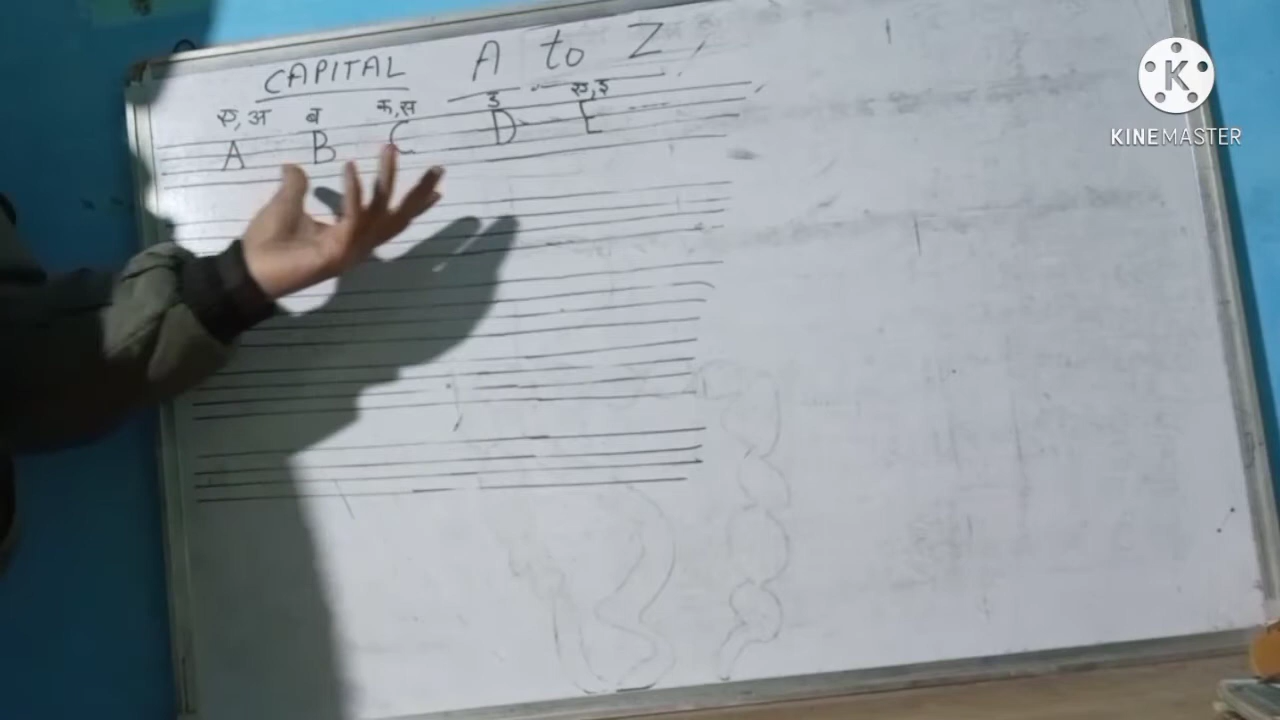 CAPITAL A to Z
ए, अ ब क, स ड ए, इ
A B C D E
KINEMASTER